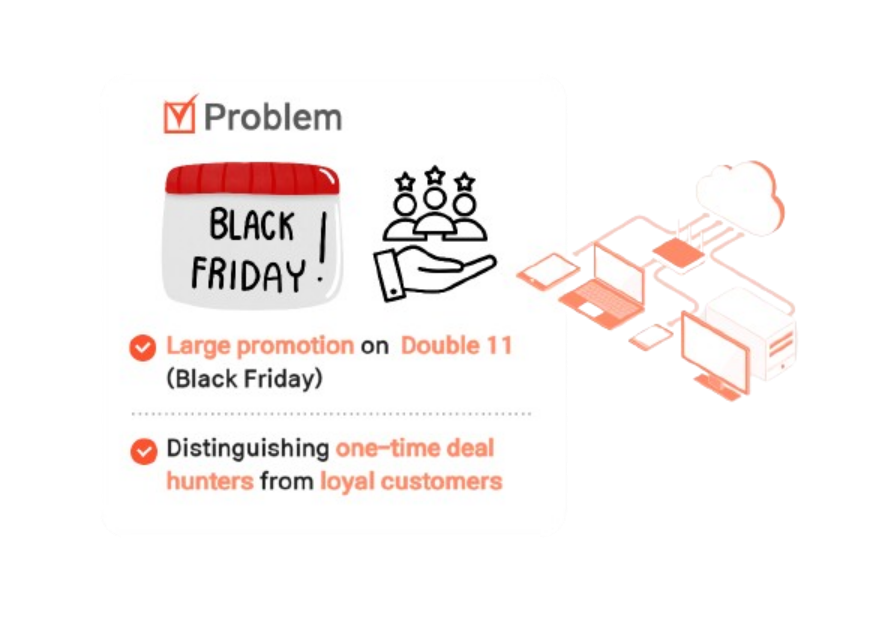 Problem
BLACK
FRIDAY!
Large promotion on Double 11
(Black Friday)
Distinguishing one-time deal
hunters from loyal customers